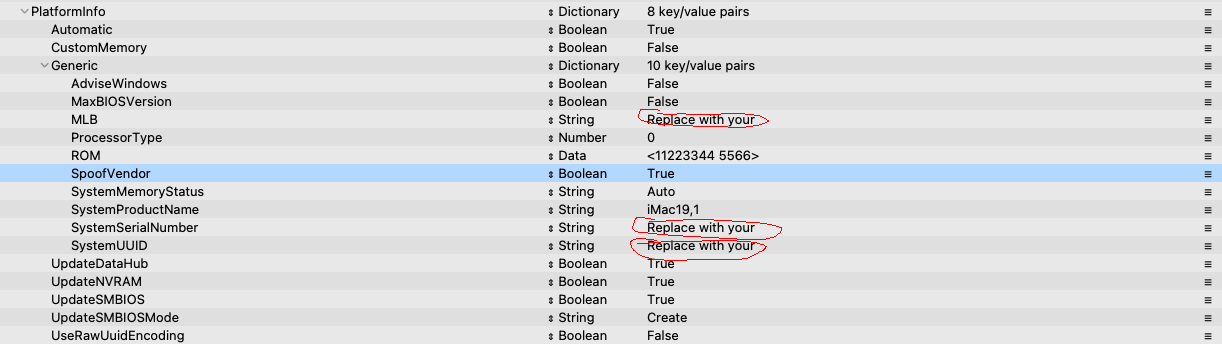 PlatformInfo Dictionary 8 key/value pairs
Automatic Boolean True
CustomMemory Boolean False
Generic Dictionary 10 key/value pairs
AdviseWindows Boolean False
MaxBIOSVersion Boolean False
MLB String Replace with your
ProcessorType Number 0
ROM Data <11223344 5566>
SpoofVendor Boolean True
SystemMemoryStatus String Auto
SystemProductName String iMac19,1
SystemSerialNumber String Replace with your
SystemUUID String Replace with your
UpdateDataHub Boolean True
UpdateNVRAM Boolean True
UpdateSMBIOS Boolean True
UpdateSMBIOSMode String Create
UseRawUuidEncoding Boolean False